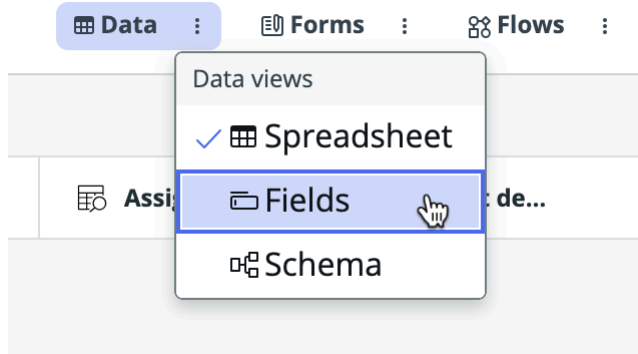 Data Forms Flows
Data views
Spreadsheet
Fields
Schema
Assi de...